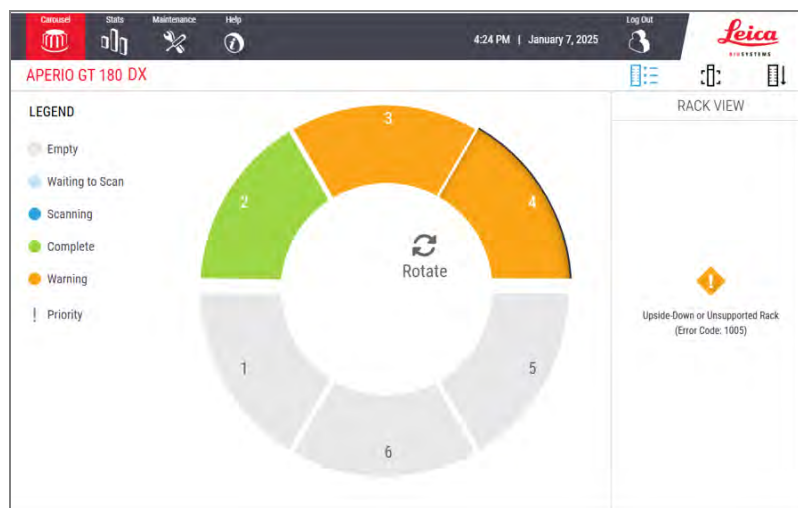 Carousel
Stats
Maintenance
Help
4:24 PM | January 7, 2025
Log Out
Leica
BIOSYSTEMS
APERIO GT 180 DX
LEGEND
Empty
Waiting to Scan
Scanning
Complete
Warning
! Priority
3
2
4
Rotate
1
5
6
RACK VIEW
!
Upside-Down or Unsupported Rack
(Error Code: 1005)